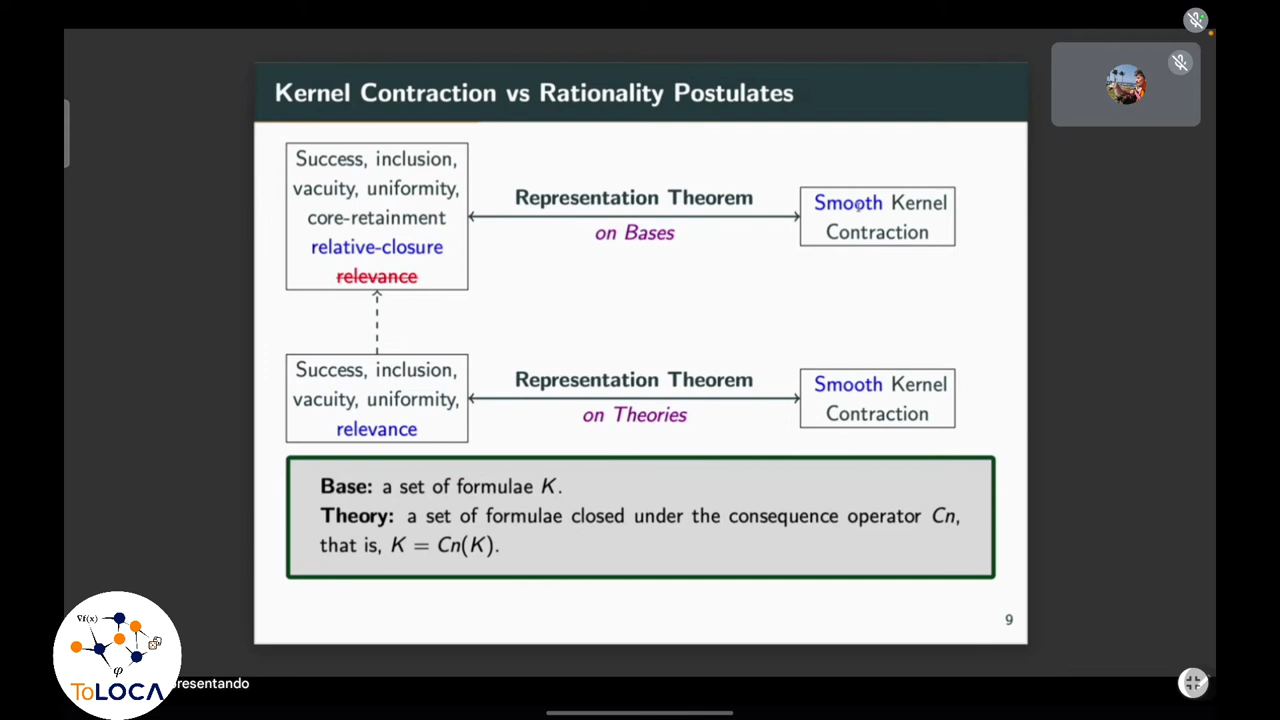 Kernel Contraction vs Rationality Postulates
Success, inclusion,
vacuity, uniformity,
core-retainment
relative-closure
relevance
Representation Theorem
on Bases
Smooth Kernel
Contraction
Success, inclusion,
vacuity, uniformity,
relevance
Representation Theorem
on Theories
Smooth Kernel
Contraction
Base: a set of formulae K.
Theory: a set of formulae closed under the consequence operator Cn,
that is, K = Cn(K).
9
∇f(x)
φ
ToLOCA
presentando